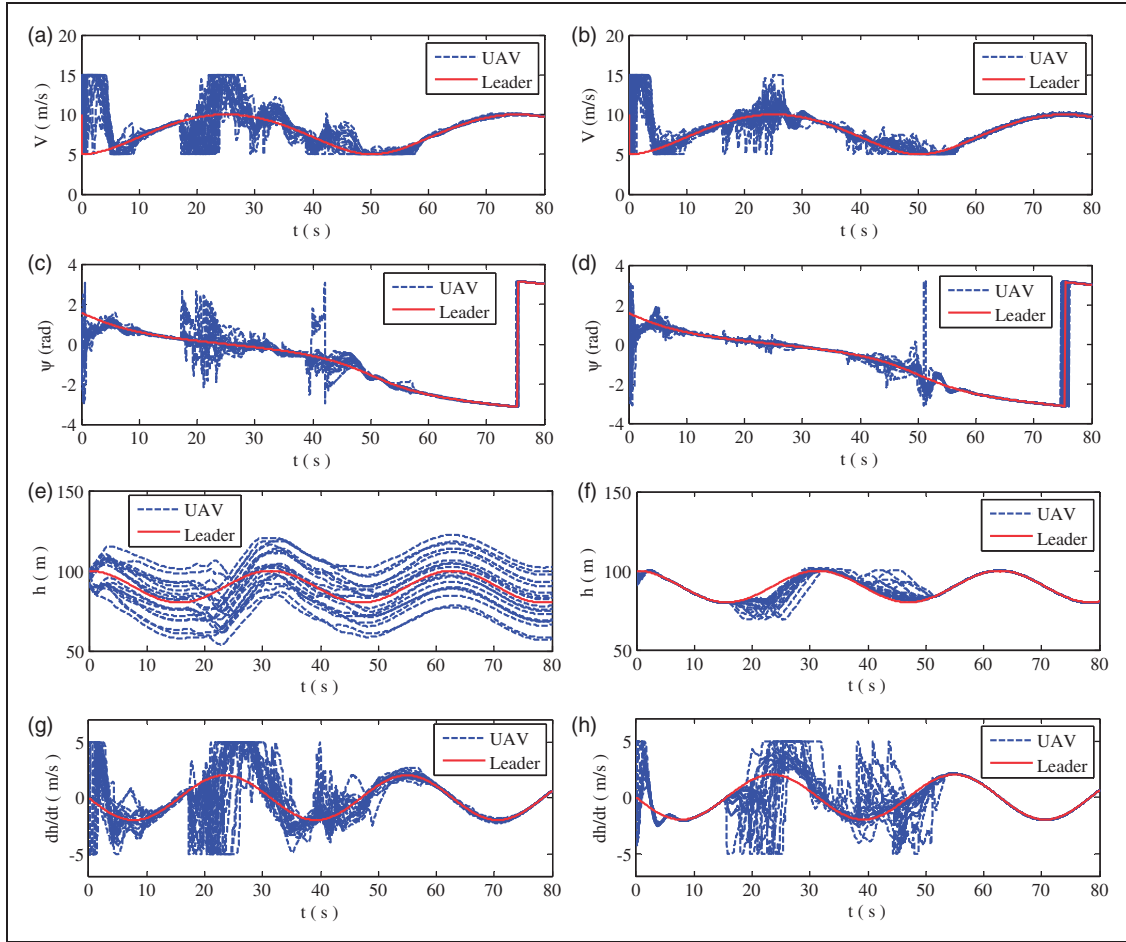 (a)
20
15
10
5
0
V ( m/s )
0 10 20 30 40 50 60 70 80
t ( s )
UAV
Leader
(b)
20
15
10
5
0
V (m/s)
0 10 20 30 40 50 60 70 80
t ( s )
UAV
Leader
(c)
4
2
0
-2
-4
ψ (rad)
0 10 20 30 40 50 60 70 80
t ( s )
UAV
Leader
(d)
4
2
0
-2
-4
ψ (rad)
0 10 20 30 40 50 60 70 80
t ( s )
UAV
Leader
(e)
150
100
50
h ( m )
0 10 20 30 40 50 60 70 80
t ( s )
UAV
Leader
(f)
150
100
50
h ( m )
0 10 20 30 40 50 60 70 80
t ( s )
UAV
Leader
(g)
5
0
-5
dh/dt ( m/s )
0 10 20 30 40 50 60 70 80
t ( s )
UAV
Leader
(h)
5
0
-5
dh/dt ( m/s )
0 10 20 30 40 50 60 70 80
t ( s )
UAV
Leader